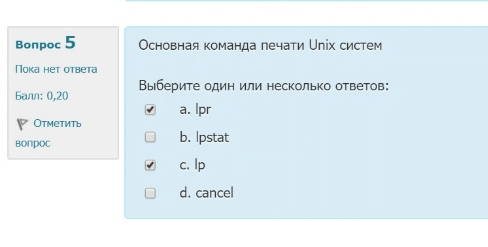 Вопрос 5
Пока нет ответа
Балл: 0,20
Отметить
вопрос
Основная команда печати Unix систем
Выберите один или несколько ответов:
a. lpr
b. lpstat
c. lp
d. cancel